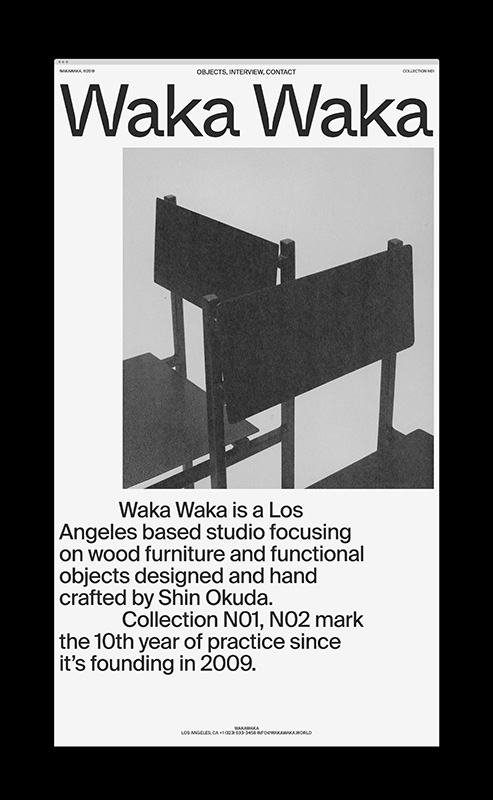 WAKAWAKA, ©2019
OBJECTS, INTERVIEW, CONTACT
COLLECTION N01
Waka Waka
Waka Waka is a Los
Angeles based studio focusing
on wood furniture and functional
objects designed and hand
crafted by Shin Okuda.
Collection N01, N02 mark
the 10th year of practice since
it's founding in 2009.
WAKAWAKA
LOS ANGELES, CA +1 (323) 533-3458 INFO@WAKAWAKA.WORLD